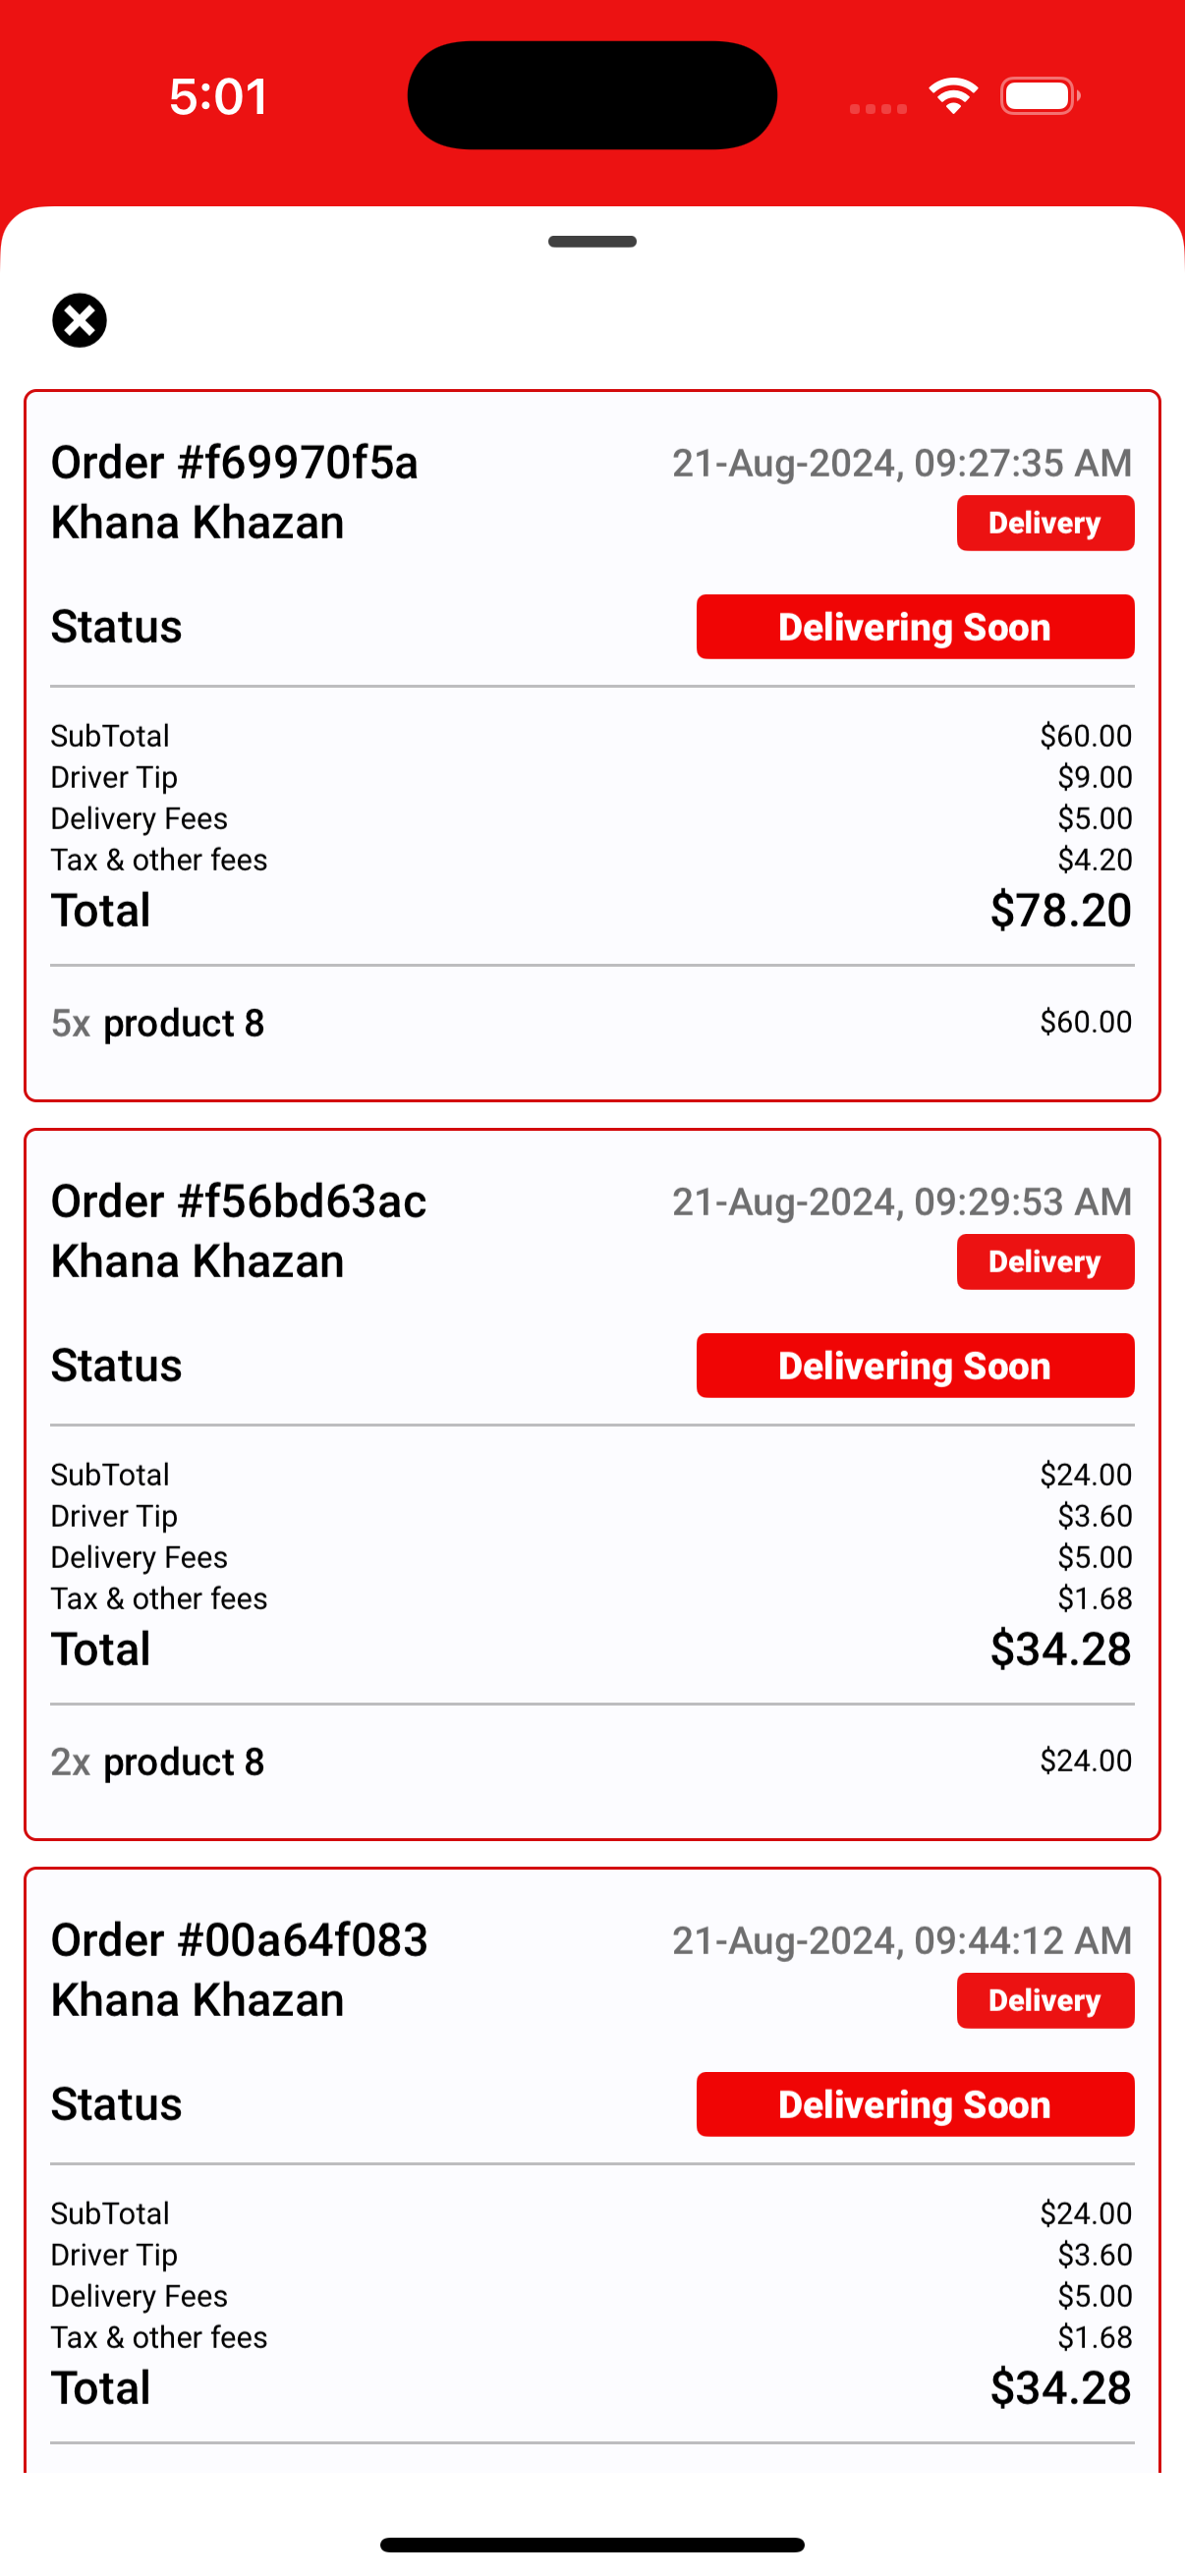 5:01
Order #f69970f5a 21-Aug-2024, 09:27:35 AM
Khana Khazan Delivery
Status Delivering Soon
SubTotal $60.00
Driver Tip $9.00
Delivery Fees $5.00
Tax & other fees $4.20
Total $78.20
5x product 8 $60.00
Order #f56bd63ac 21-Aug-2024, 09:29:53 AM
Khana Khazan Delivery
Status Delivering Soon
SubTotal $24.00
Driver Tip $3.60
Delivery Fees $5.00
Tax & other fees $1.68
Total $34.28
2x product 8 $24.00
Order #00a64f083 21-Aug-2024, 09:44:12 AM
Khana Khazan Delivery
Status Delivering Soon
SubTotal $24.00
Driver Tip $3.60
Delivery Fees $5.00
Tax & other fees $1.68
Total $34.28